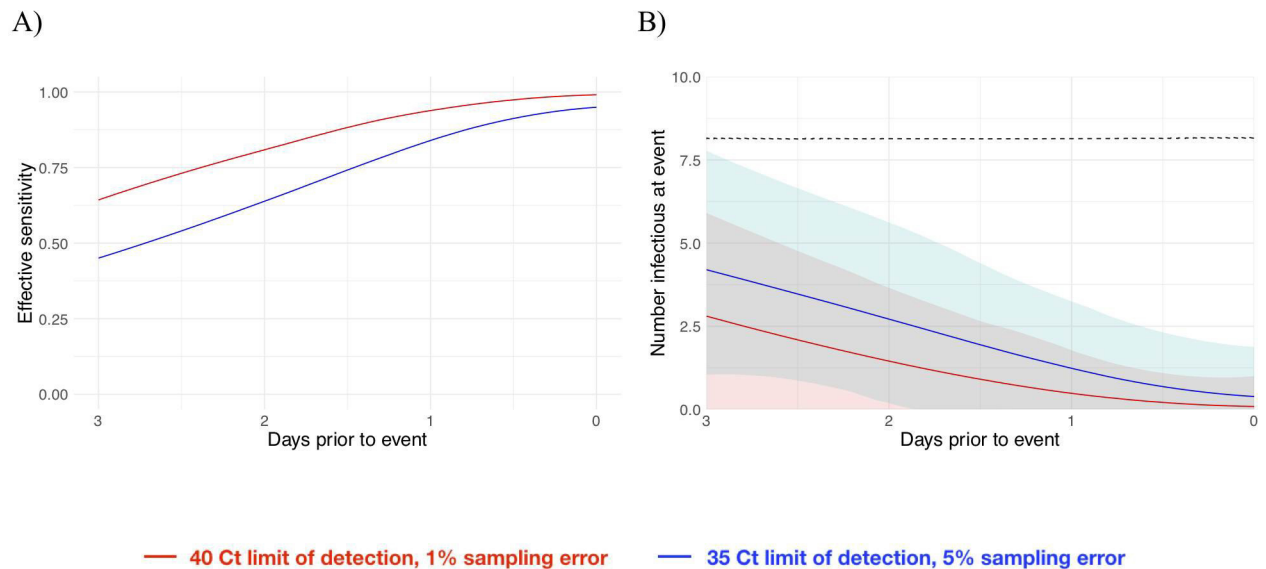 A)
1.00
0.75
0.50
0.25
0.00
Effective sensitivity
3 2 1 0
Days prior to event
B)
10.0
7.5
5.0
2.5
0.0
Number infectious at event
3 2 1 0
Days prior to event
40 Ct limit of detection, 1% sampling error
35 Ct limit of detection, 5% sampling error